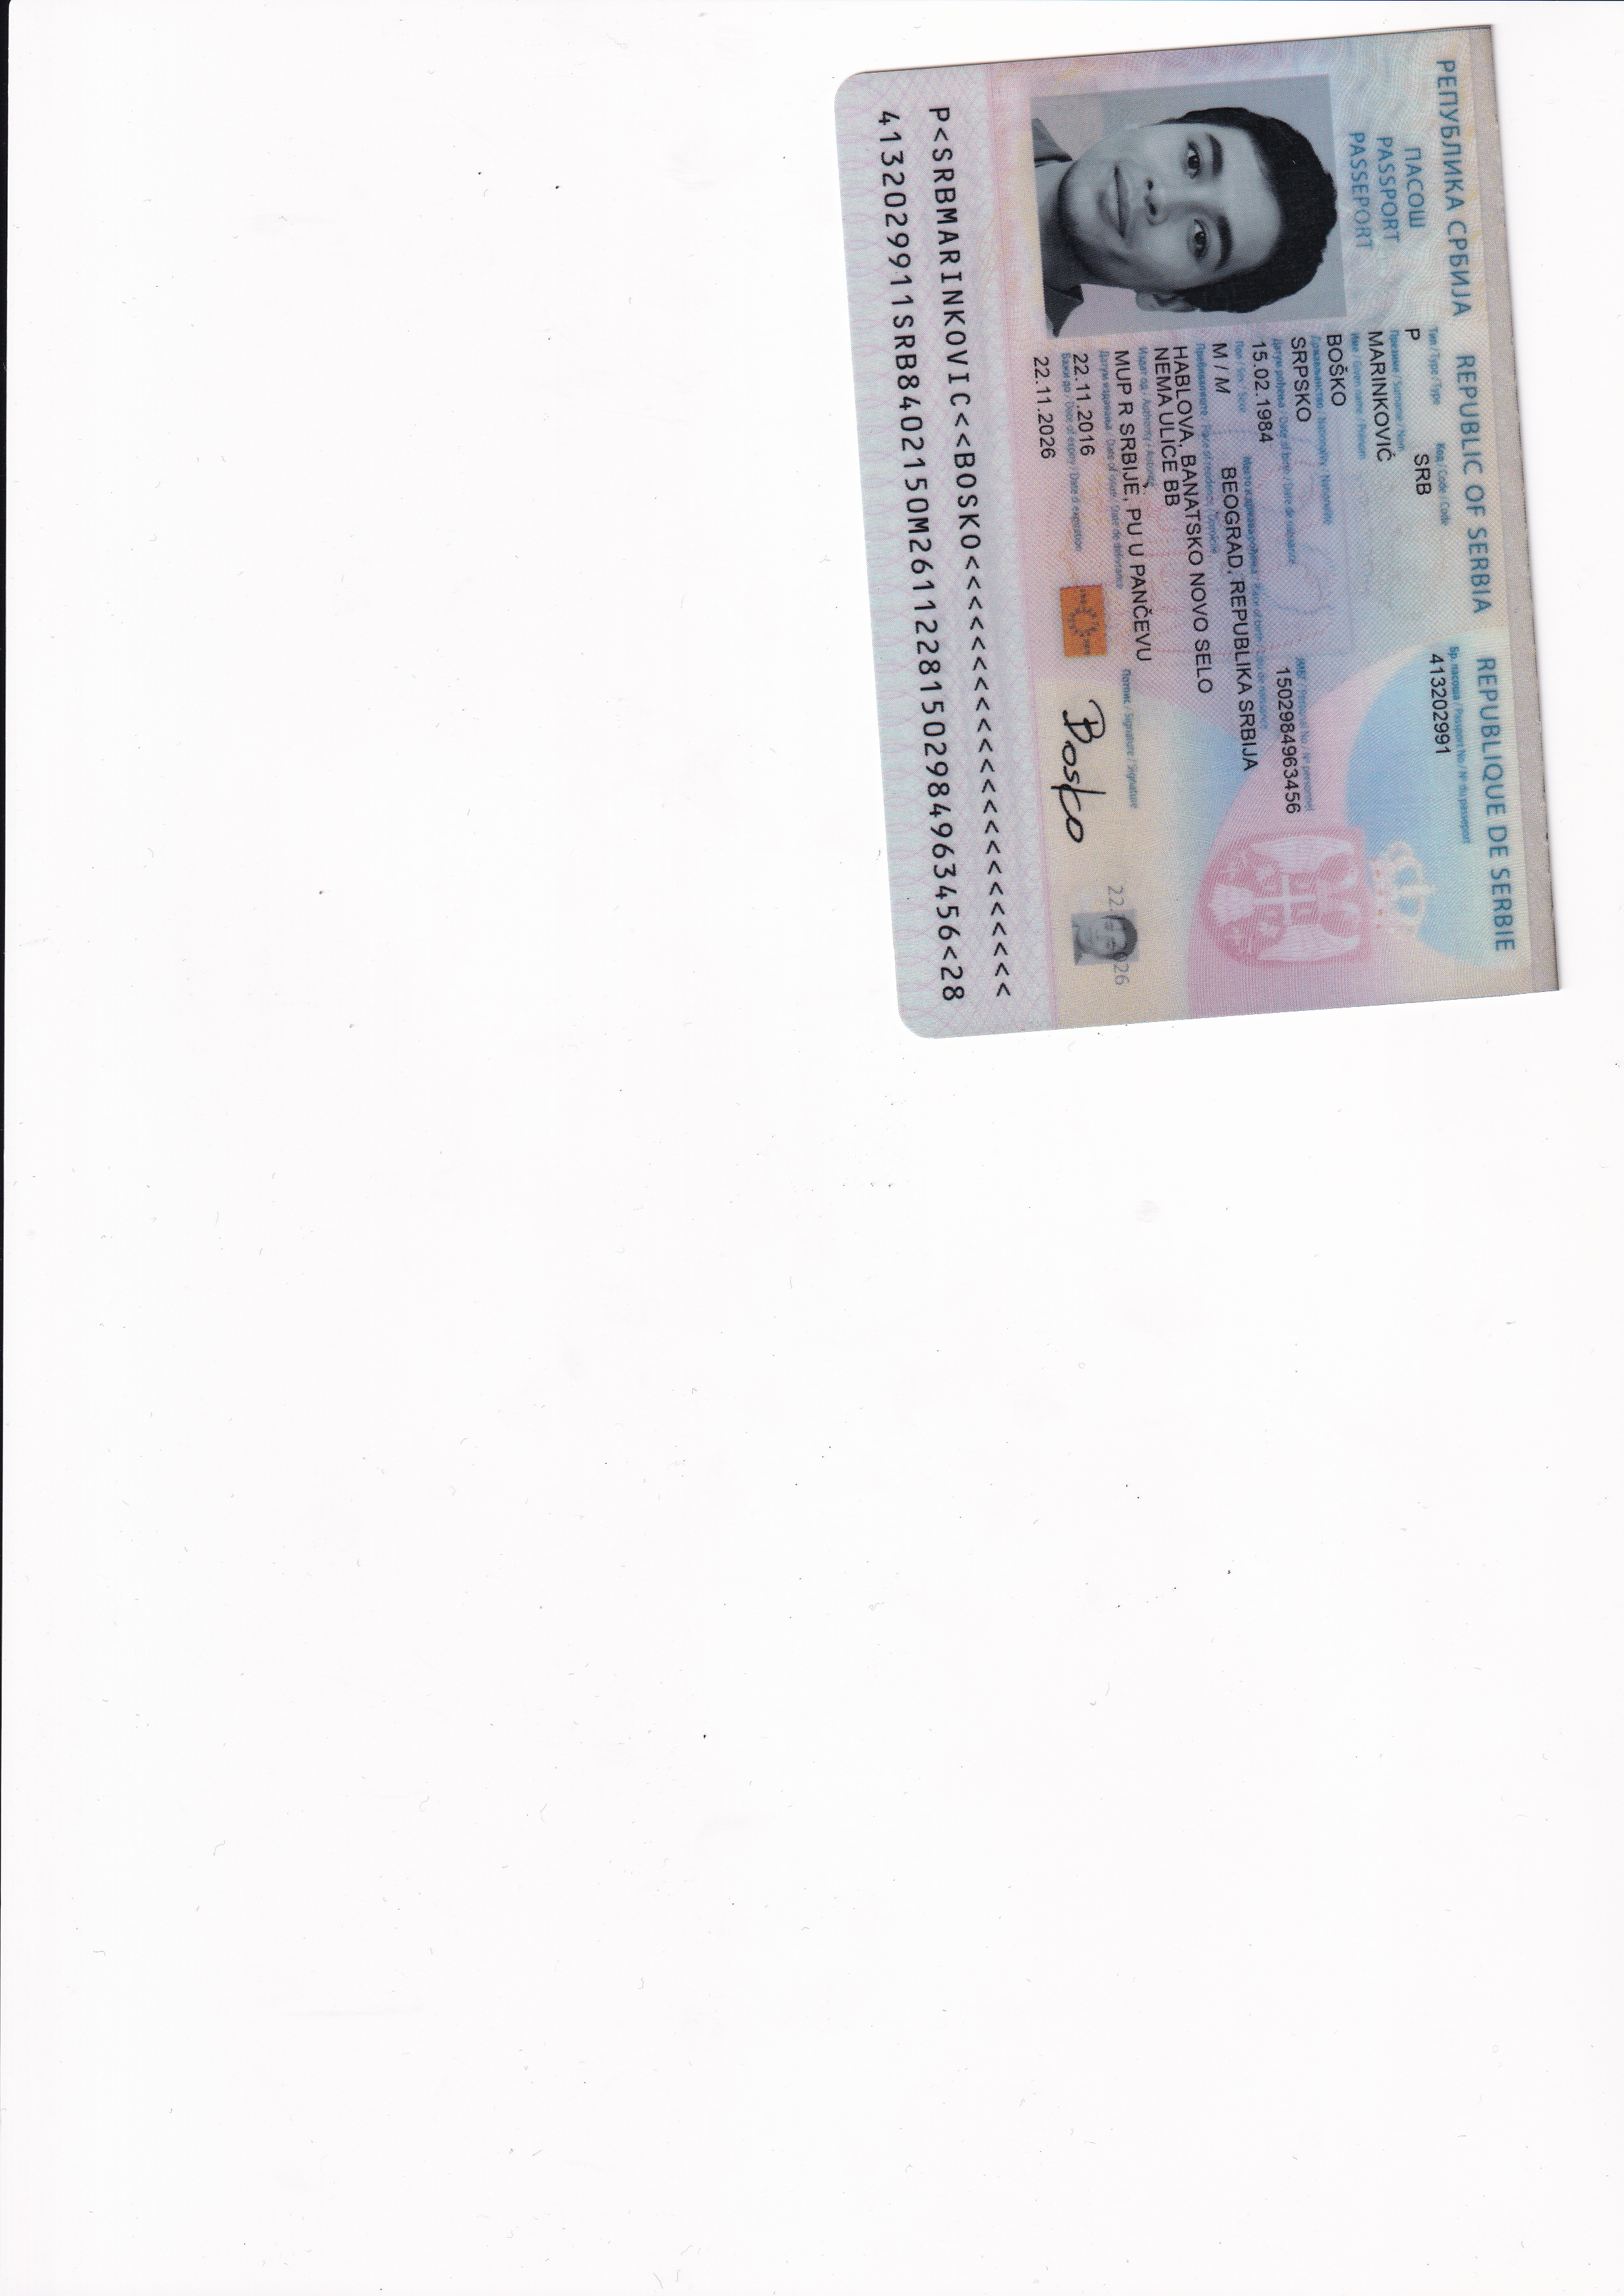 РЕПУБЛИКА СРБИЈА REPUBLIC OF SERBIA REPUBLIQUE DE SERBIE
ПАСОШ
PASSPORT
PASSEPORT
Тип / Type / Type
Код / Code / Code
Бр. пасоша / Passport No / Nº du passeport
P
SRB
413202991
Презиме / Surname / Nom
MARINKOVIĆ
Име / Given name / Prénom
BOŠKO
Држављанство / Nationality / Nationalité
SRPSKO
Датум рођења / Date of birth / Date de naissance
ЈМБГ / Personal No / Nº personnel
15.02.1984
1502984963456
Пол / Sex / Sexe
Место и држава рођења / Place of birth / Lieu de naissance
M / M
BEOGRAD, REPUBLIKA SRBIJA
Пребивалиште / Place of residence / Domicile
HABLOVA, BANATSKO NOVO SELO
NEMA ULICE BB
Издат од / Authority / Autorité
MUP R SRBIJE, PU U PANČEVU
Датум издавања / Date of issue / Date de délivrance
Потпис / Signature / Signature
22.11.2016
Важи до / Date of expiry / Date d'expiration
22.11.2026
Bosko
P<SRBMARINKOVIC<<BOSKO<<<<<<<<<<<<<<<<<<<<<<
4132029911SRB8402150M26112281502984963456<28